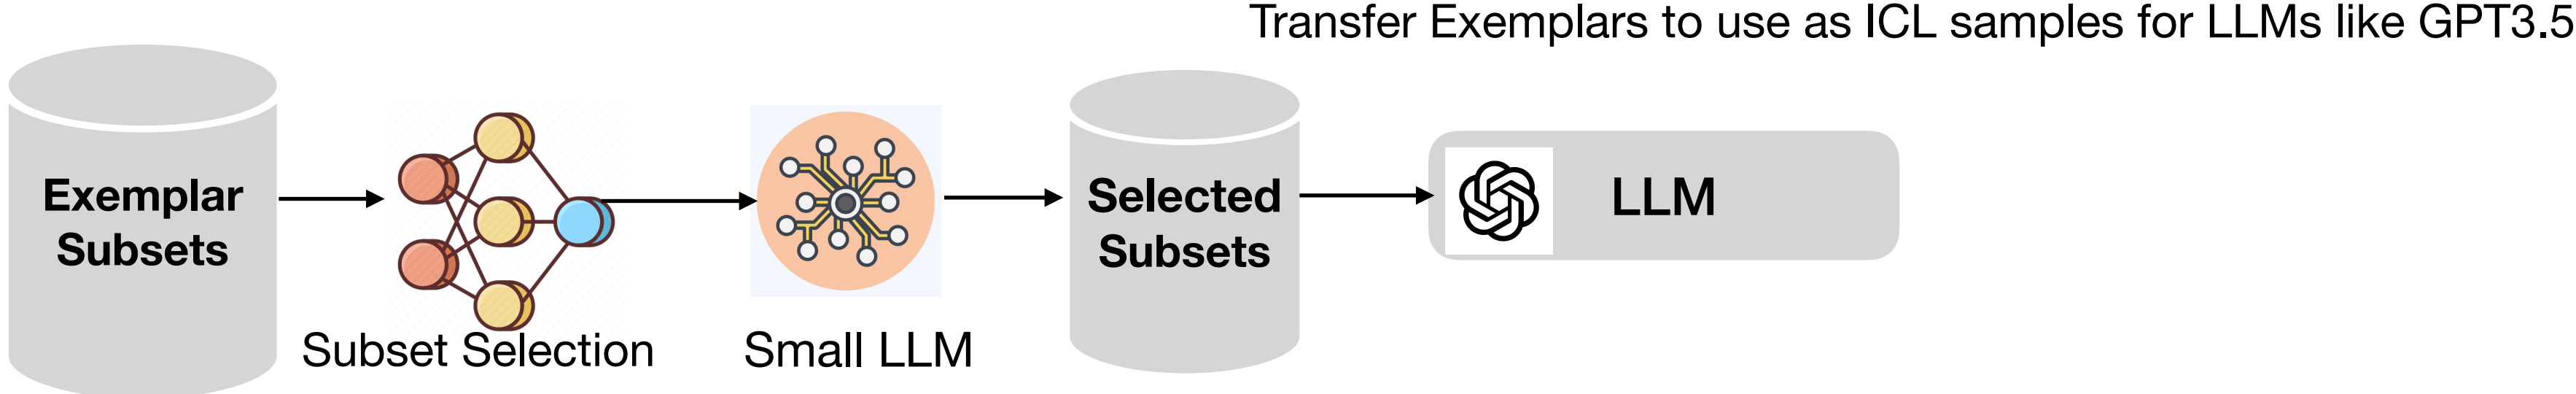 Transfer Exemplars to use as ICL samples for LLMs like GPT3.5
Exemplar
Subsets
Subset Selection
Small LLM
Selected
Subsets
LLM